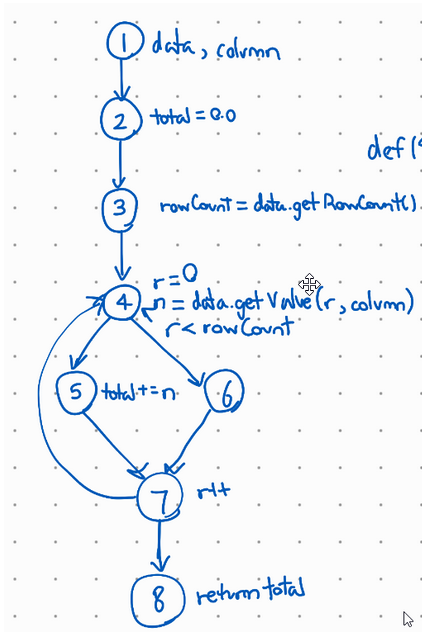 1 data, column
2 total = 0.0
def(
3 rowCount = data.getRowCount()
r = 0
4 n = data.getValue(r, column)
r < rowCount
5 total += n 6
7 r++
8 return total